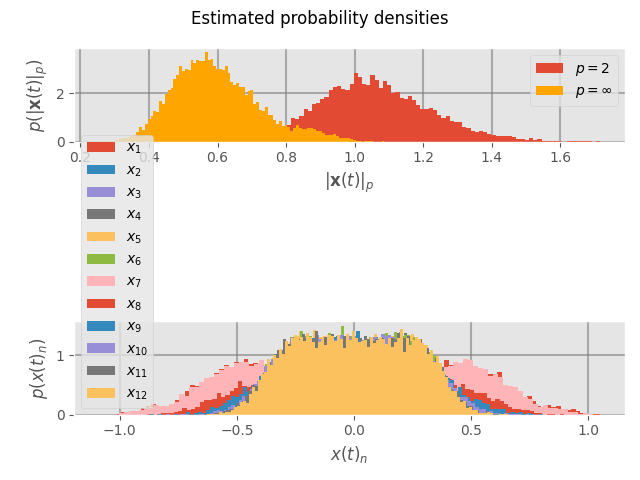 Estimated probability densities
p(|x(t)|ₚ)
2
0
p = 2
p = ∞
0.2 0.4 0.6 0.8 1.0 1.2 1.4 1.6
|x(t)|ₚ
x₁
x₂
x₃
x₄
x₅
x₆
x₇
x₈
x₉
x₁₀
x₁₁
x₁₂
p(x(t)ₙ)
1
0
−1.0 −0.5 0.0 0.5 1.0
x(t)ₙ